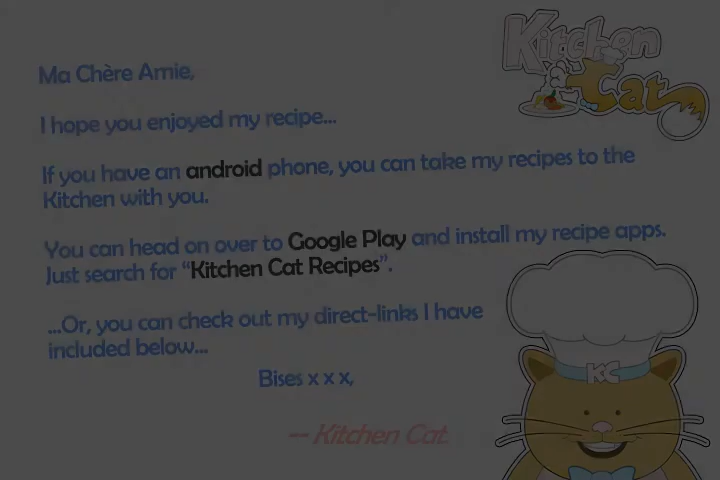 Kitchen
Cat
Ma Chère Amie,
I hope you enjoyed my recipe...
If you have an android phone, you can take my recipes to the
Kitchen with you.
You can head on over to Google Play and install my recipe apps.
Just search for “Kitchen Cat Recipes”.
...Or, you can check out my direct-links I have
included below...
Bises x x x,
-- Kitchen Cat.
KC